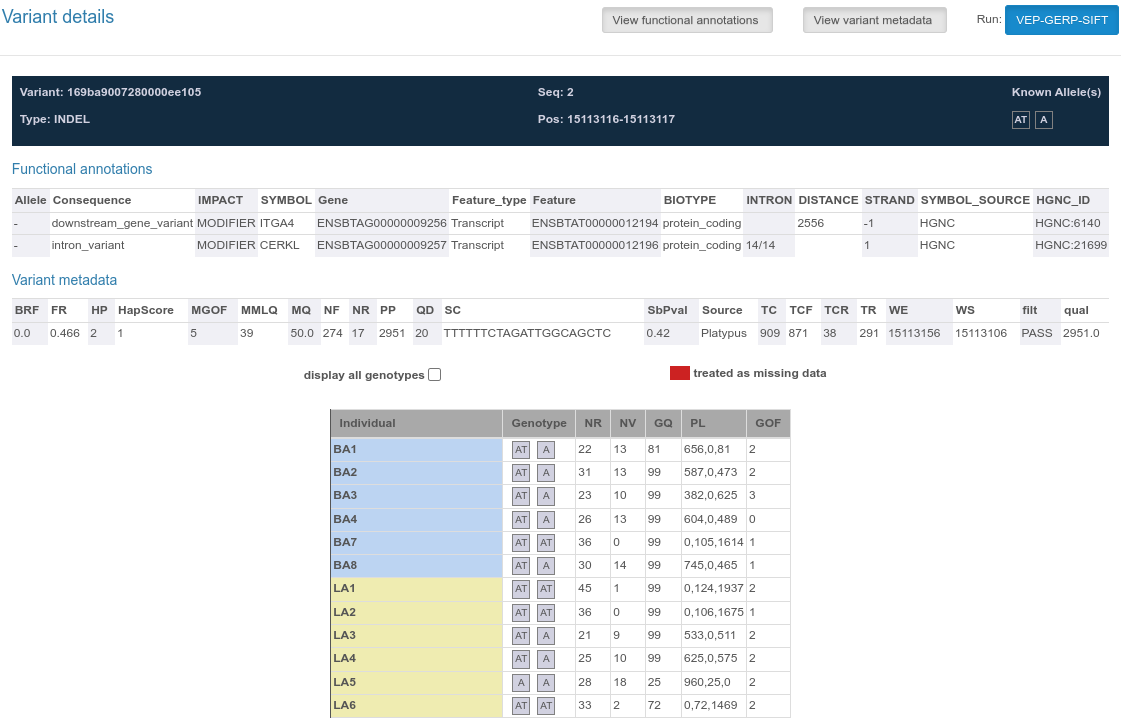 Variant details
View functional annotations View variant metadata Run: VEP-GERP-SIFT
Variant: 169ba9007280000ee105 Seq: 2 Known Allele(s)
Type: INDEL Pos: 15113116-15113117 AT A
Functional annotations
Allele Consequence IMPACT SYMBOL Gene Feature_type Feature BIOTYPE INTRON DISTANCE STRAND SYMBOL_SOURCE HGNC_ID
- downstream_gene_variant MODIFIER ITGA4 ENSBTAG00000009256 Transcript ENSBTAT00000012194 protein_coding 2556 -1 HGNC HGNC:6140
- intron_variant MODIFIER CERKL ENSBTAG00000009257 Transcript ENSBTAT00000012196 protein_coding 14/14 1 HGNC HGNC:21699
Variant metadata
BRF FR HP HapScore MGOF MMLQ MQ NF NR PP QD SC SbPval Source TC TCF TCR TR WE WS filt qual
0.0 0.466 2 1 5 39 50.0 274 17 2951 20 TTTTTTCTAGATTGGCAGCTC 0.42 Platypus 909 871 38 291 15113156 15113106 PASS 2951.0
display all genotypes treated as missing data
Individual Genotype NR NV GQ PL GOF
BA1 AT A 22 13 81 656,0,81 2
BA2 AT A 31 13 99 587,0,473 2
BA3 AT A 23 10 99 382,0,625 3
BA4 AT A 26 13 99 604,0,489 0
BA7 AT AT 36 0 99 0,105,1614 1
BA8 AT A 30 14 99 745,0,465 1
LA1 AT AT 45 1 99 0,124,1937 2
LA2 AT AT 36 0 99 0,106,1675 1
LA3 AT A 21 9 99 533,0,511 2
LA4 AT A 25 10 99 625,0,575 2
LA5 A A 28 18 25 960,25,0 2
LA6 AT AT 33 2 72 0,72,1469 2